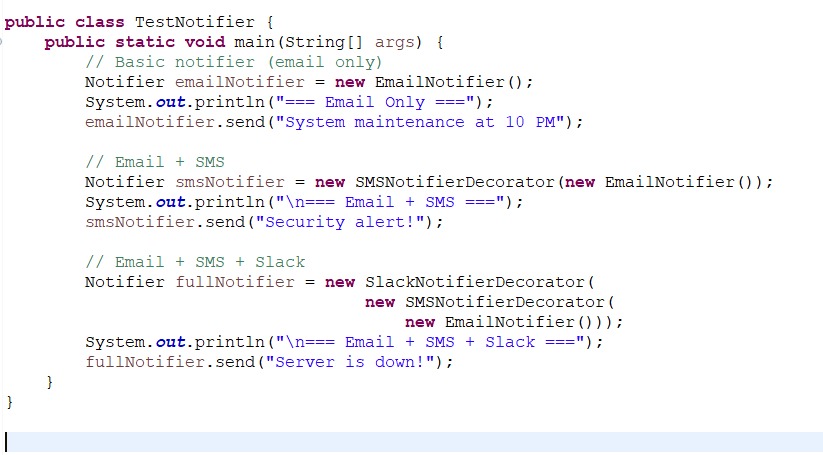 public class TestNotifier {
    public static void main(String[] args) {
        // Basic notifier (email only)
        Notifier emailNotifier = new EmailNotifier();
        System.out.println("=== Email Only ===");
        emailNotifier.send("System maintenance at 10 PM");

        // Email + SMS
        Notifier smsNotifier = new SMSNotifierDecorator(new EmailNotifier());
        System.out.println("\n=== Email + SMS ===");
        smsNotifier.send("Security alert!");

        // Email + SMS + Slack
        Notifier fullNotifier = new SlackNotifierDecorator(
                                    new SMSNotifierDecorator(
                                        new EmailNotifier()));
        System.out.println("\n=== Email + SMS + Slack ===");
        fullNotifier.send("Server is down!");
    }
}